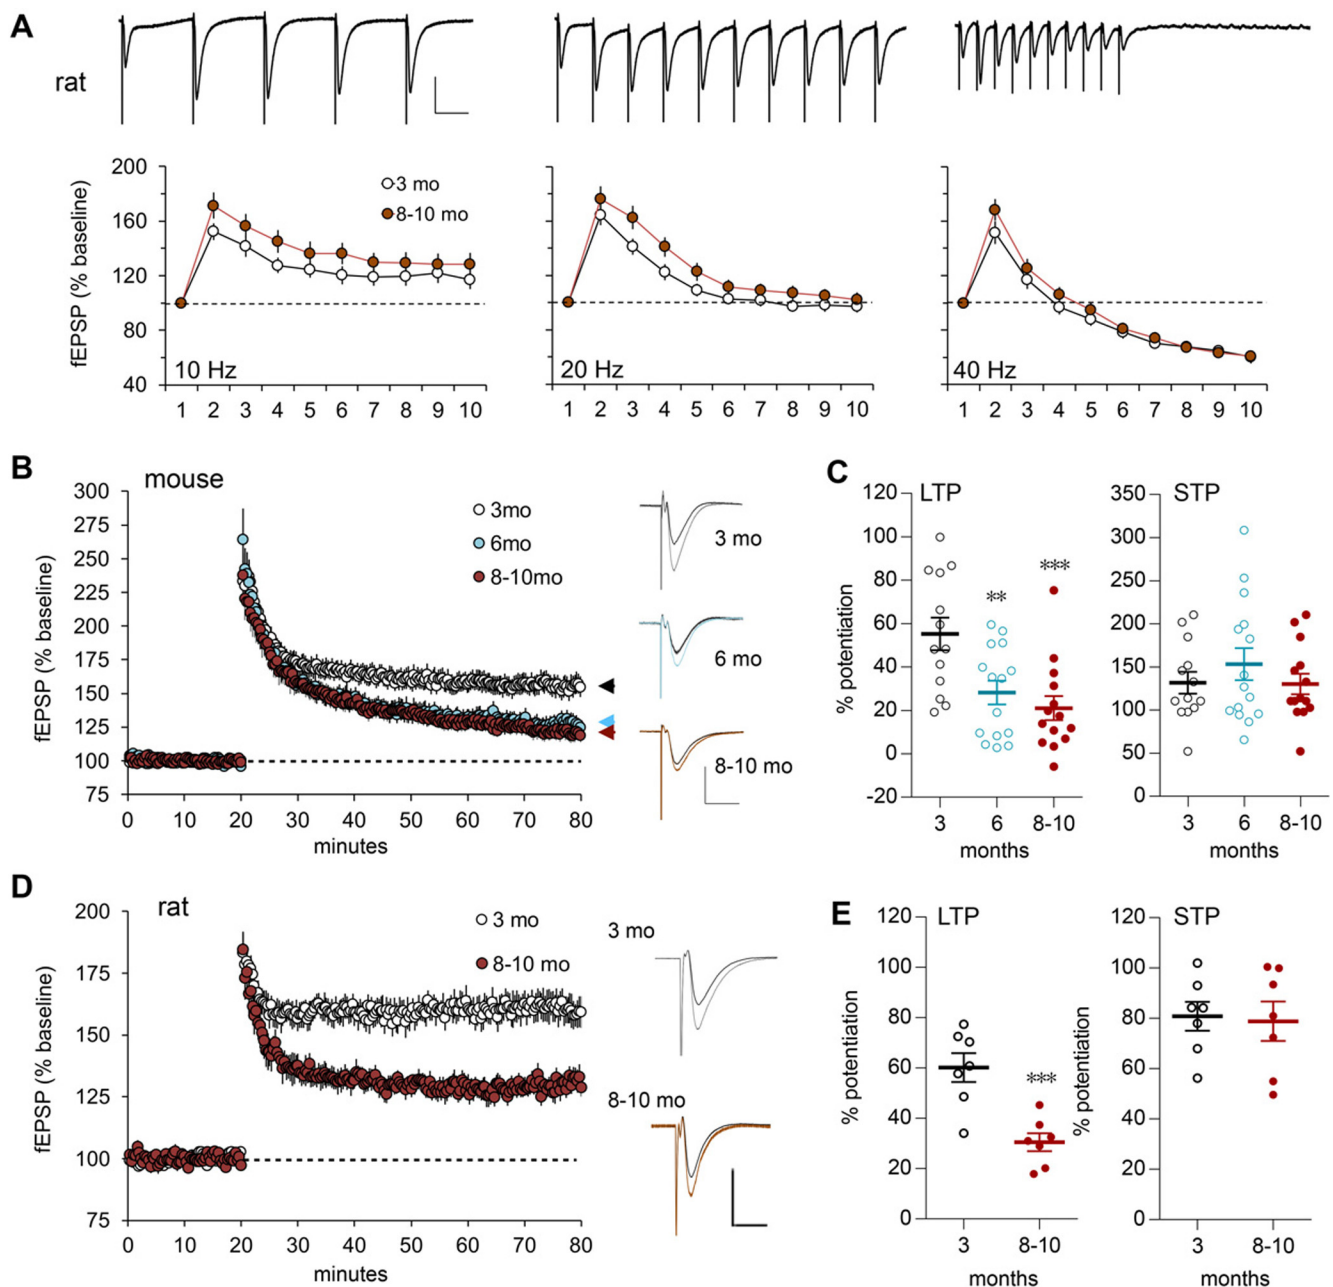 A
rat
fEPSP (% baseline)
200
160
120
80
40
3 mo
8-10 mo
10 Hz
1 2 3 4 5 6 7 8 9 10
20 Hz
1 2 3 4 5 6 7 8 9 10
40 Hz
1 2 3 4 5 6 7 8 9 10
B
mouse
fEPSP (% baseline)
300
275
250
225
200
175
150
125
100
75
3mo
6mo
8-10mo
0 10 20 30 40 50 60 70 80
minutes
3 mo
6 mo
8-10 mo
C
LTP
% potentiation
120
100
80
60
40
20
0
-20
**
***
3 6 8-10
months
STP
350
300
250
200
150
100
50
0
3 6 8-10
months
D
rat
fEPSP (% baseline)
200
175
150
125
100
75
3 mo
8-10 mo
0 10 20 30 40 50 60 70 80
minutes
3 mo
8-10 mo
E
LTP
% potentiation
120
100
80
60
40
20
0
***
3 8-10
months
STP
% potentiation
120
100
80
60
40
20
0
3 8-10
months